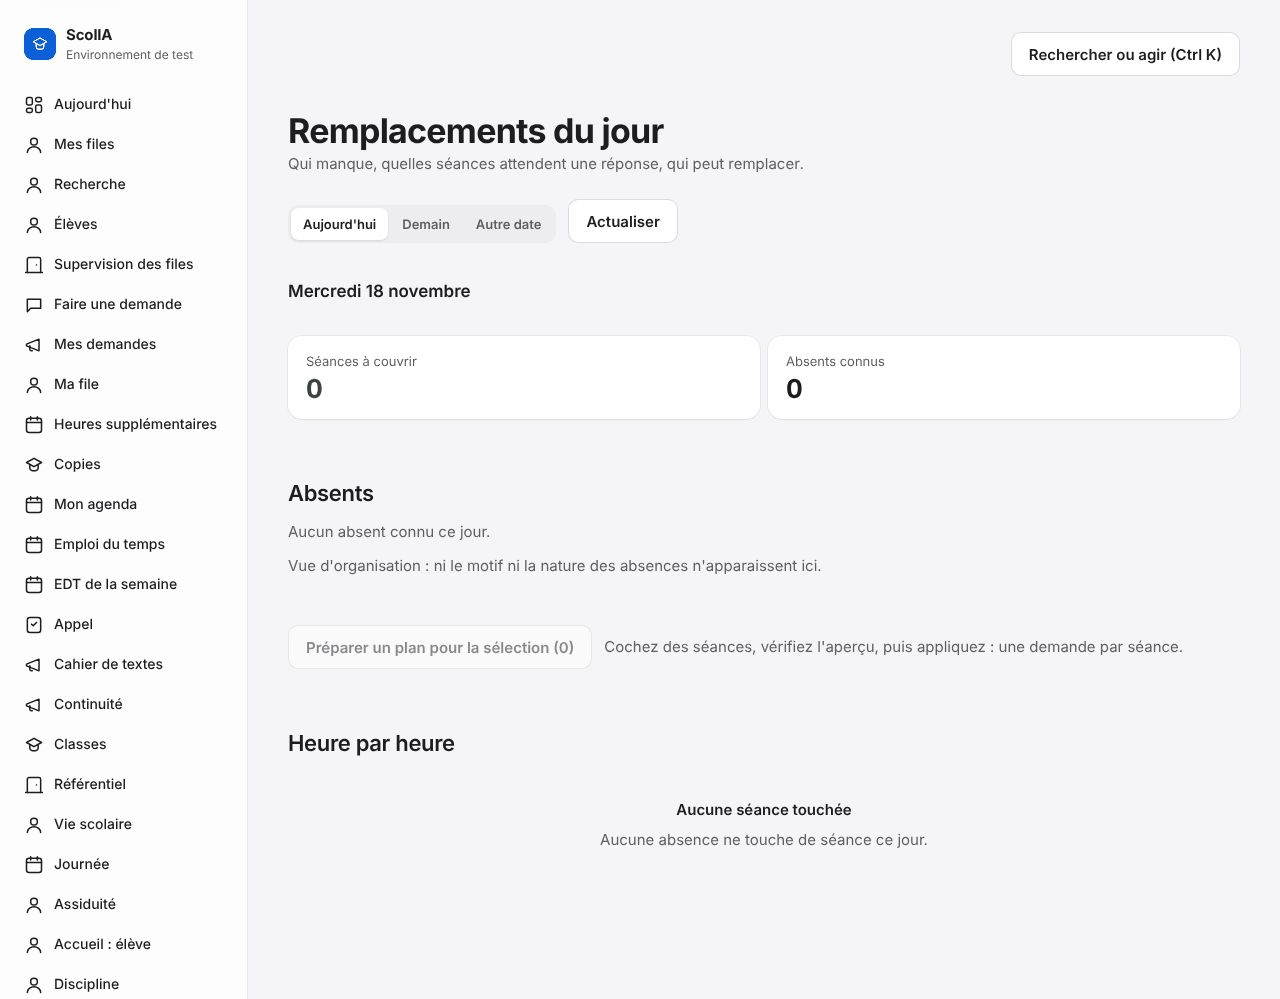 ScolIA
Environnement de test
Aujourd'hui
Mes files
Recherche
Élèves
Supervision des files
Faire une demande
Mes demandes
Ma file
Heures supplémentaires
Copies
Mon agenda
Emploi du temps
EDT de la semaine
Appel
Cahier de textes
Continuité
Classes
Référentiel
Vie scolaire
Journée
Assiduité
Accueil : élève
Discipline
Rechercher ou agir (Ctrl K)
Remplacements du jour
Qui manque, quelles séances attendent une réponse, qui peut remplacer.
Aujourd'hui Demain Autre date Actualiser
Mercredi 18 novembre
Séances à couvrir
0
Absents connus
0
Absents
Aucun absent connu ce jour.
Vue d'organisation : ni le motif ni la nature des absences n'apparaissent ici.
Préparer un plan pour la sélection (0) Cochez des séances, vérifiez l'aperçu, puis appliquez : une demande par séance.
Heure par heure
Aucune séance touchée
Aucune absence ne touche de séance ce jour.